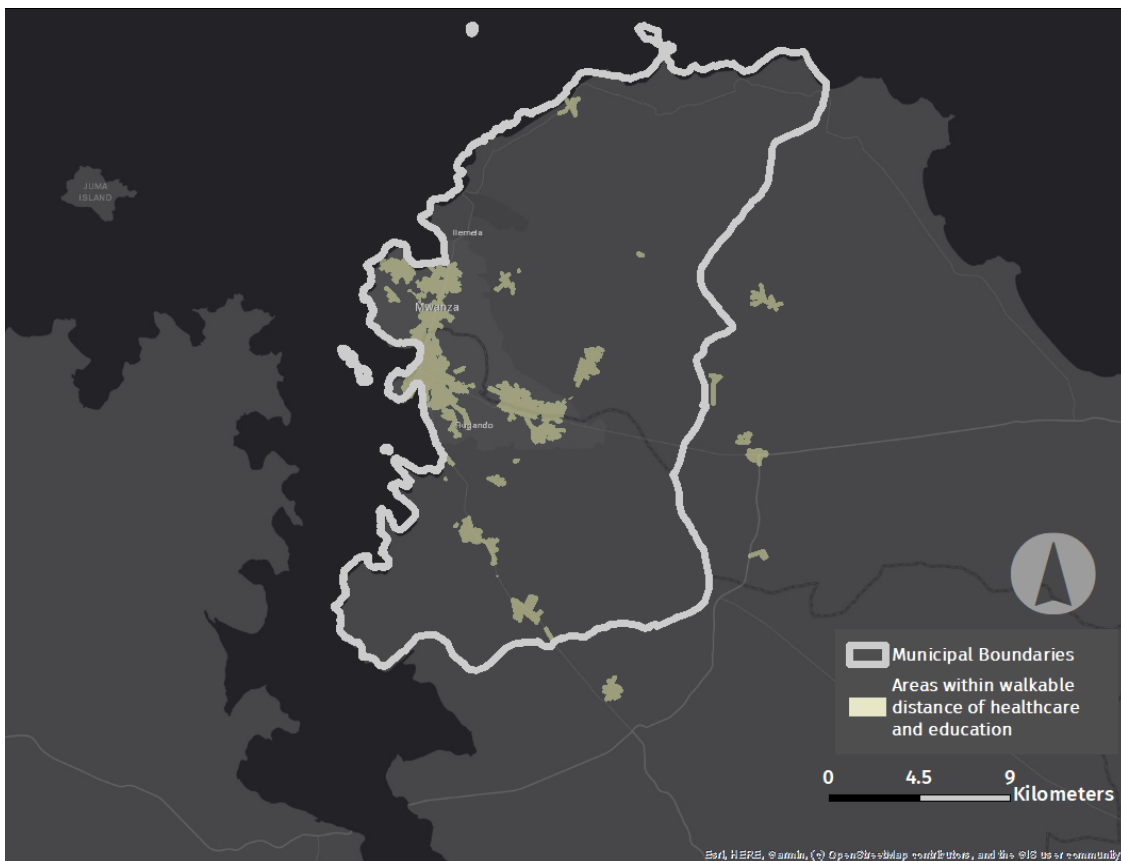 JUMA
ISLAND
Ilemela
Mwanza
Bugando
Municipal Boundaries
Areas within walkable
distance of healthcare
and education
0 4.5 9
Kilometers
Esri, HERE, Garmin, (c) OpenStreetMap contributors, and the GIS user community